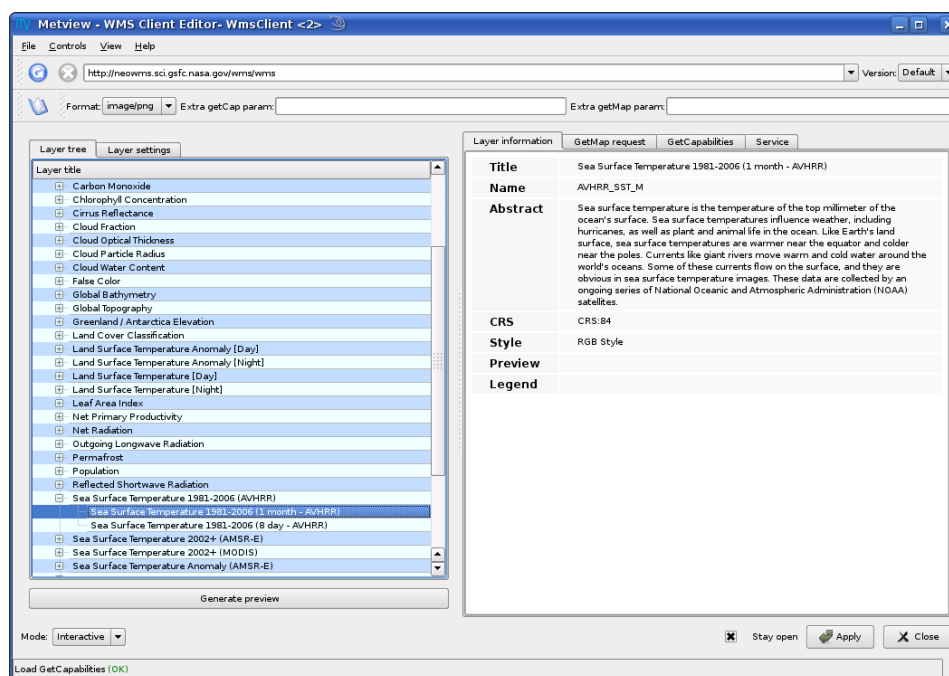 Metview - WMS Client Editor- WmsClient <2>
File Controls View Help
http://neowms.sci.gsfc.nasa.gov/wms/wms Version: Default
Format: image/png Extra getCap param: Extra getMap param:
Layer tree Layer settings
Layer title
Carbon Monoxide
Chlorophyll Concentration
Cirrus Reflectance
Cloud Fraction
Cloud Optical Thickness
Cloud Particle Radius
Cloud Water Content
False Color
Global Bathymetry
Global Topography
Greenland / Antarctica Elevation
Land Cover Classification
Land Surface Temperature Anomaly [Day]
Land Surface Temperature Anomaly [Night]
Land Surface Temperature [Day]
Land Surface Temperature [Night]
Leaf Area Index
Net Primary Productivity
Net Radiation
Outgoing Longwave Radiation
Permafrost
Population
Reflected Shortwave Radiation
Sea Surface Temperature 1981-2006 (AVHRR)
Sea Surface Temperature 1981-2006 (1 month - AVHRR)
Sea Surface Temperature 1981-2006 (8 day - AVHRR)
Sea Surface Temperature 2002+ (AMSR-E)
Sea Surface Temperature 2002+ (MODIS)
Sea Surface Temperature Anomaly (AMSR-E)
Generate preview
Layer information GetMap request GetCapabilities Service
Title Sea Surface Temperature 1981-2006 (1 month - AVHRR)
Name AVHRR_SST_M
Abstract Sea surface temperature is the temperature of the top millimeter of the
ocean's surface. Sea surface temperatures influence weather, including
hurricanes, as well as plant and animal life in the ocean. Like Earth's land
surface, sea surface temperatures are warmer near the equator and colder
near the poles. Currents like giant rivers move warm and cold water around the
world's oceans. Some of these currents flow on the surface, and they are
obvious in sea surface temperature images. These data are collected by an
ongoing series of National Oceanic and Atmospheric Administration (NOAA)
satellites.
CRS CRS:84
Style RGB Style
Preview
Legend
Mode: Interactive Stay open Apply Close
Load GetCapabilities (OK)